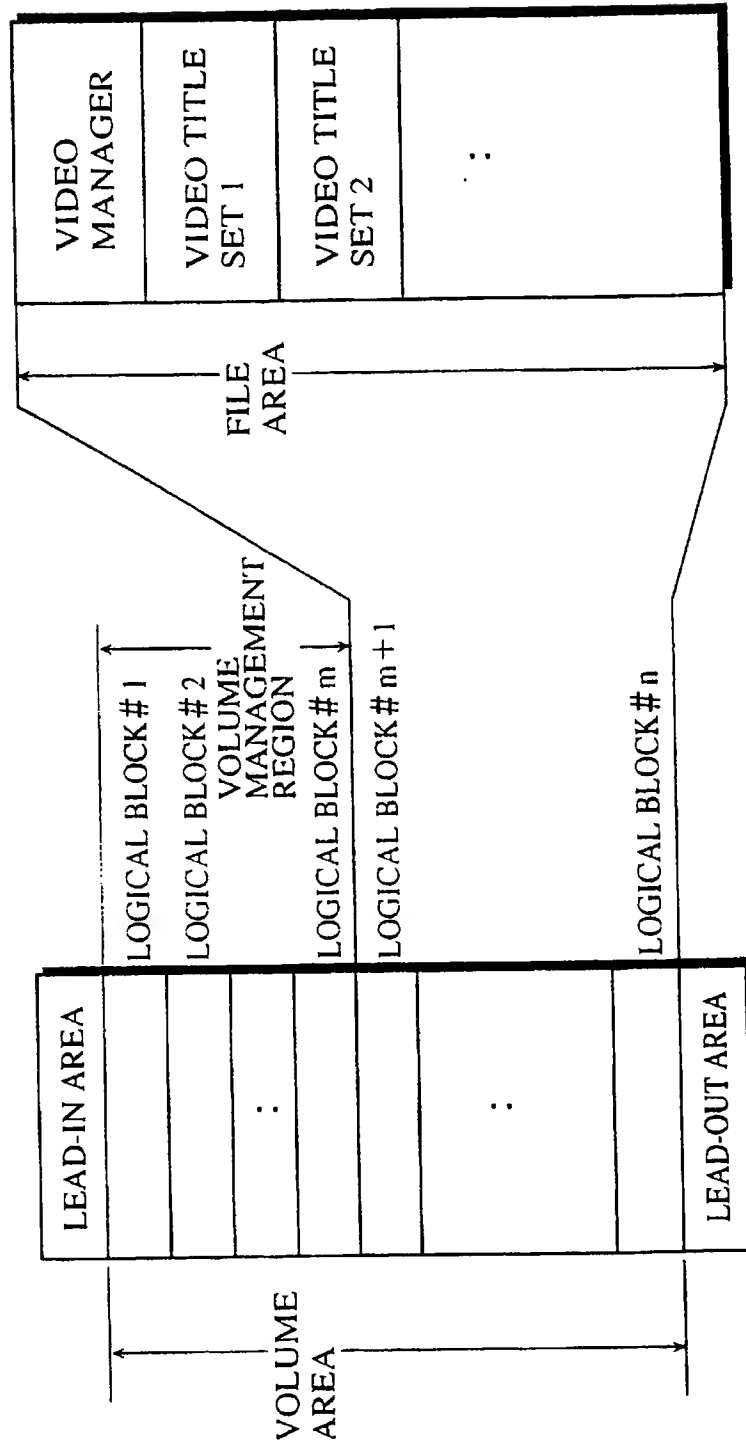 VOLUME
AREA
LEAD-IN AREA
:
:
LEAD-OUT AREA
LOGICAL BLOCK# 1
LOGICAL BLOCK# 2
VOLUME
MANAGEMENT
REGION
LOGICAL BLOCK# m
LOGICAL BLOCK# m+1
LOGICAL BLOCK# n
FILE
AREA
VIDEO
MANAGER
VIDEO TITLE
SET 1
VIDEO TITLE
SET 2
: